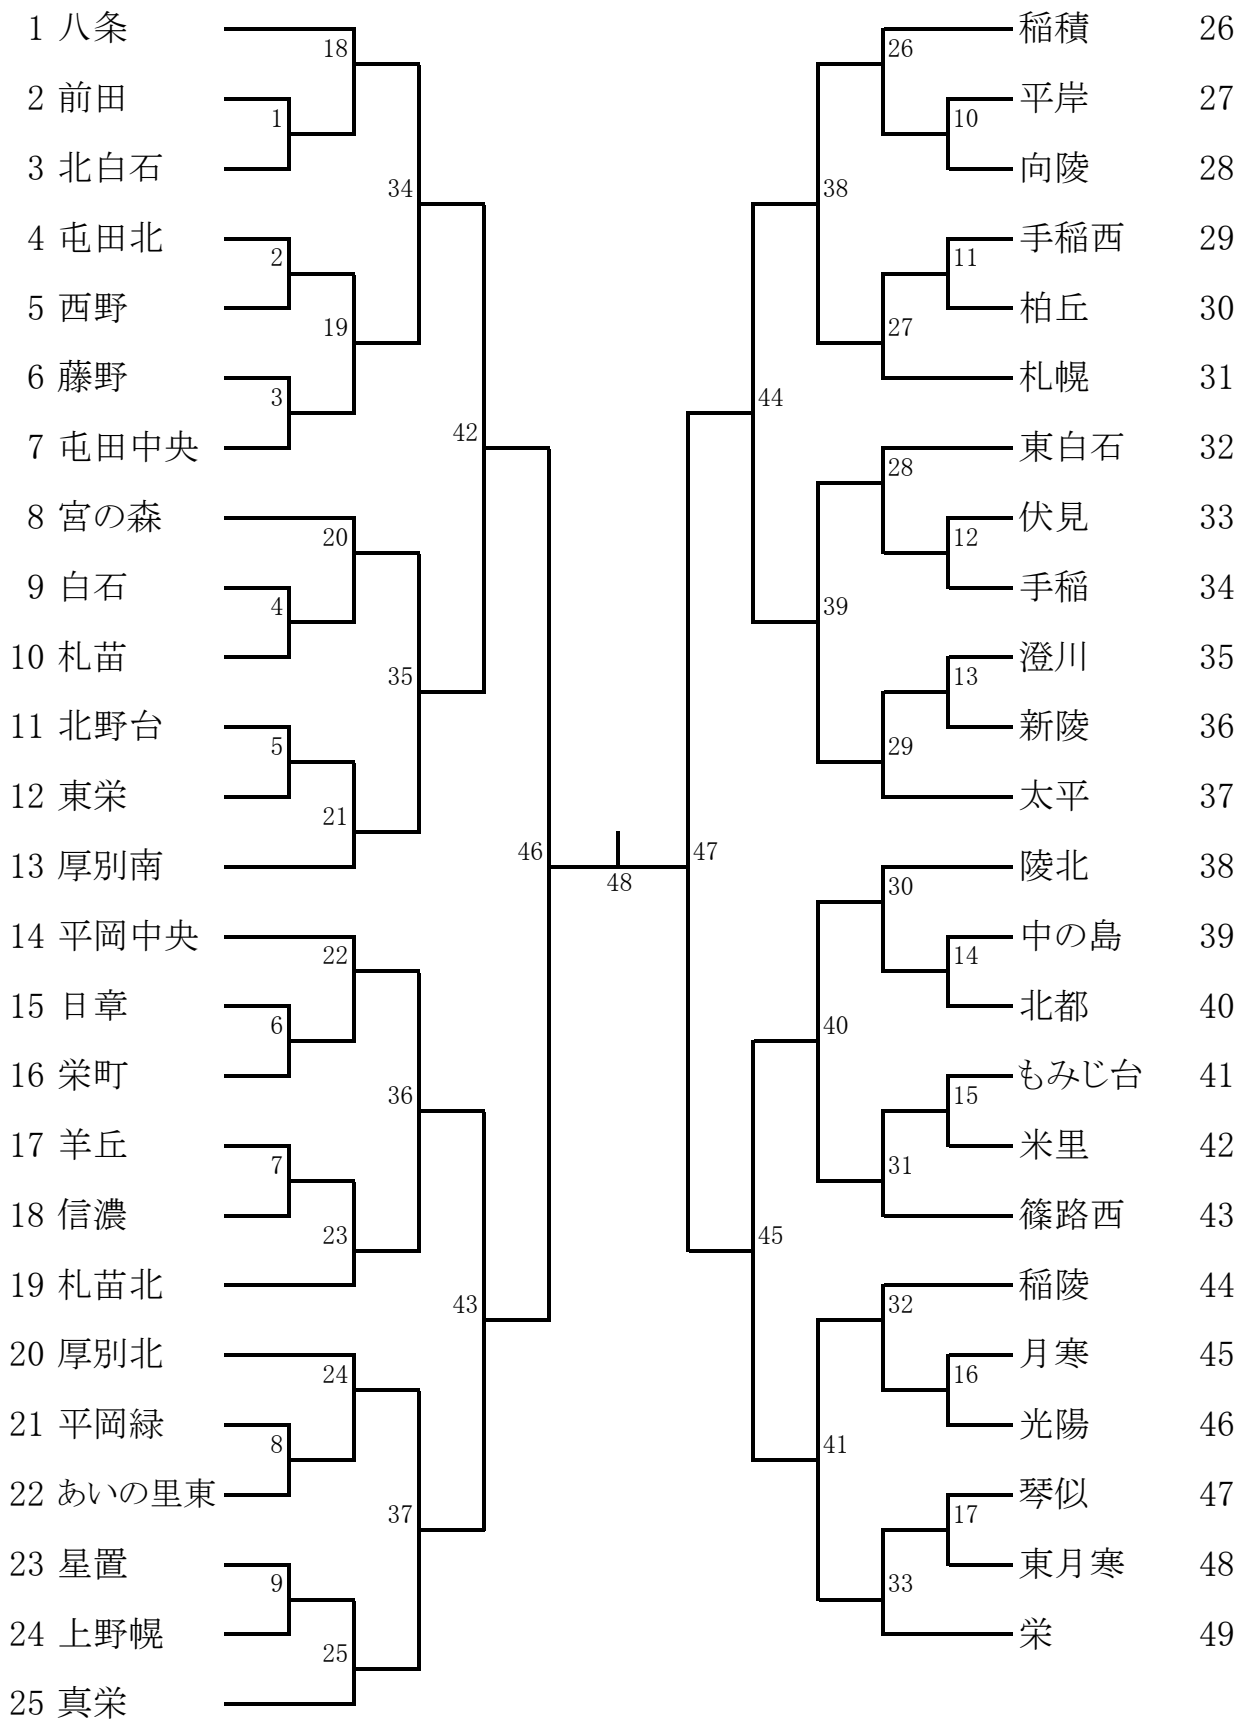 1 八条
2 前田
3 北白石
4 屯田北
5 西野
6 藤野
7 屯田中央
8 宮の森
9 白石
10 札苗
11 北野台
12 東栄
13 厚別南
14 平岡中央
15 日章
16 栄町
17 羊丘
18 信濃
19 札苗北
20 厚別北
21 平岡緑
22 あいの里東
23 星置
24 上野幌
25 真栄
18
1
34
2
19
3
42
20
4
35
5
21
46
22
6
36
7
23
43
24
8
37
9
25
48
47
26
10
38
11
27
44
28
12
39
13
29
30
14
40
15
31
45
32
16
41
17
33
稲積 26
平岸 27
向陵 28
手稲西 29
柏丘 30
札幌 31
東白石 32
伏見 33
手稲 34
澄川 35
新陵 36
太平 37
陵北 38
中の島 39
北都 40
もみじ台 41
米里 42
篠路西 43
稲陵 44
月寒 45
光陽 46
琴似 47
東月寒 48
栄 49